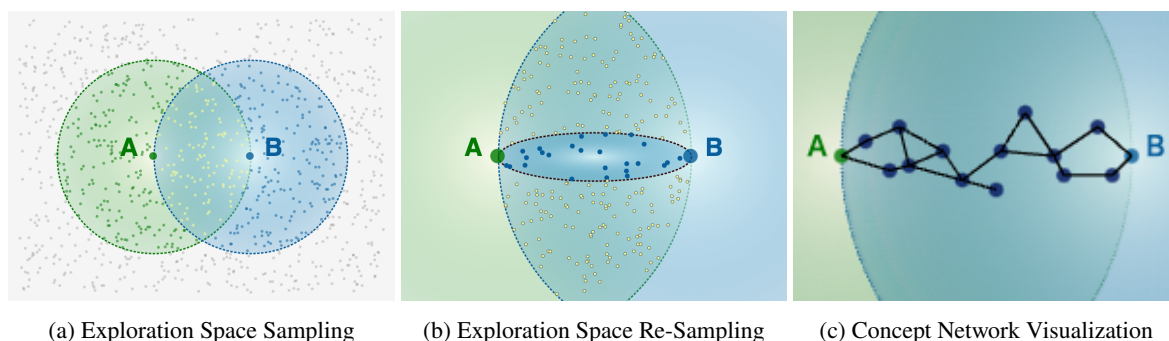 A B
A B
A B
(a) Exploration Space Sampling
(b) Exploration Space Re-Sampling
(c) Concept Network Visualization